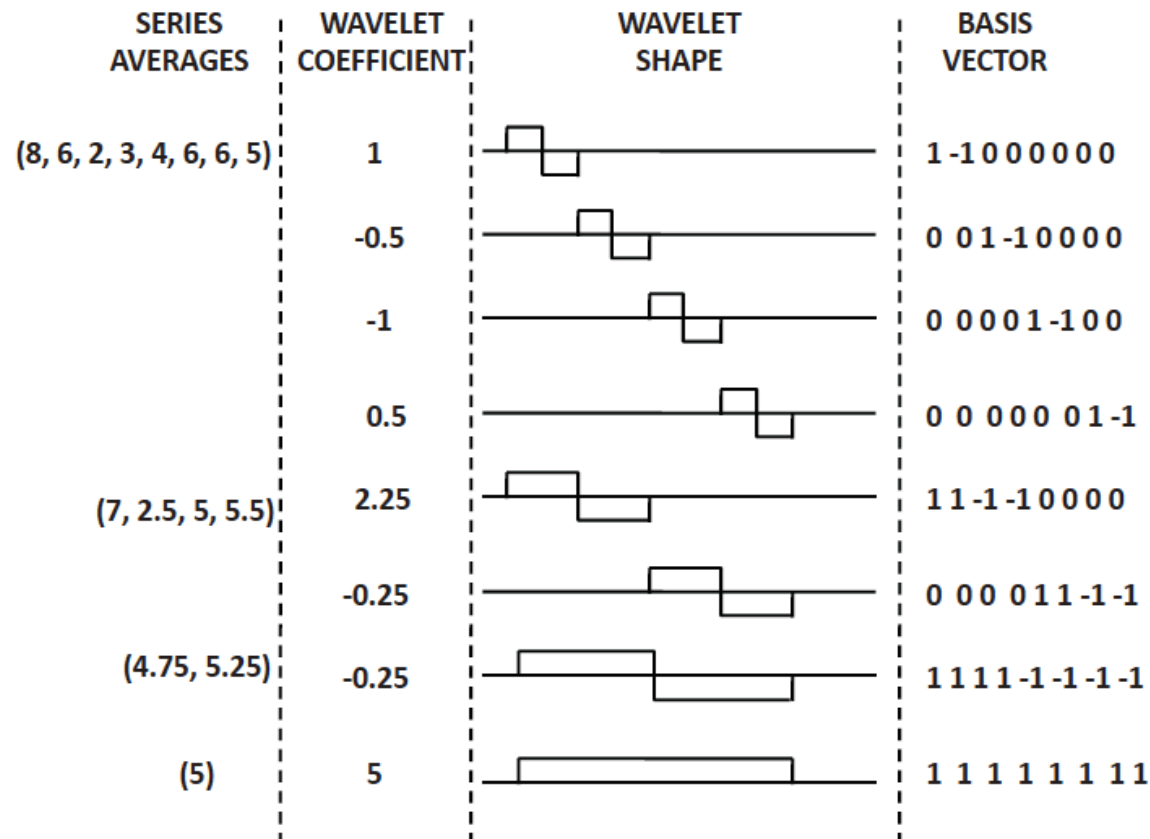 SERIES AVERAGES
WAVELET COEFFICIENT
WAVELET SHAPE
BASIS VECTOR
(8, 6, 2, 3, 4, 6, 6, 5) 1 1 -1 0 0 0 0 0 0
-0.5 0 0 1 -1 0 0 0 0
-1 0 0 0 0 1 -1 0 0
0.5 0 0 0 0 0 0 1 -1
(7, 2.5, 5, 5.5) 2.25 1 1 -1 -1 0 0 0 0
-0.25 0 0 0 0 1 1 -1 -1
(4.75, 5.25) -0.25 1 1 1 1 -1 -1 -1 -1
(5) 5 1 1 1 1 1 1 1 1